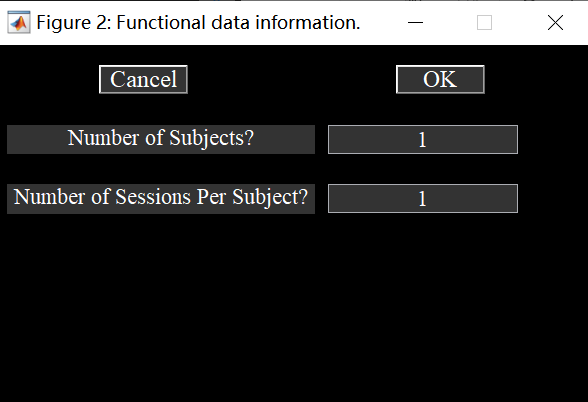 Figure 2: Functional data information.
Cancel OK
Number of Subjects? 1
Number of Sessions Per Subject? 1